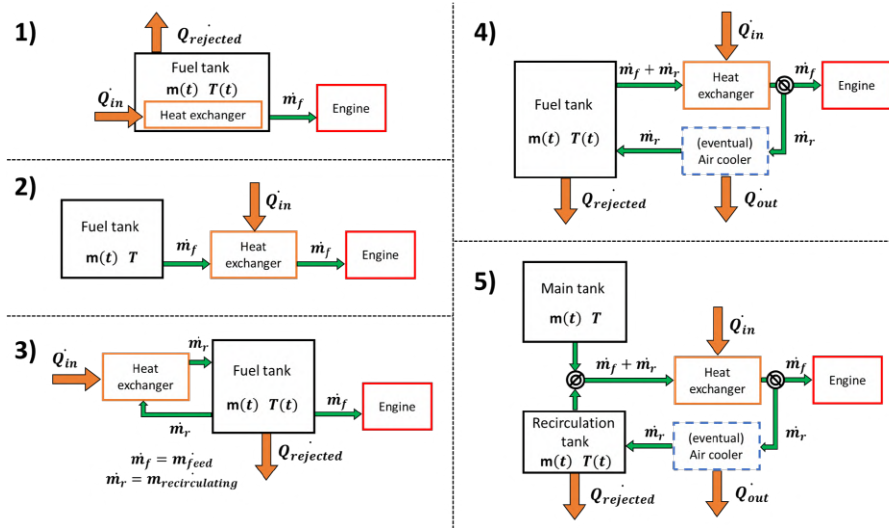 1)
Q̇rejected
Fuel tank
m(t) T(t)
Q̇in
Heat exchanger
ṁf
Engine
2)
Q̇in
Fuel tank
m(t) T
ṁf
Heat
exchanger
ṁf
Engine
3)
Q̇in
Heat
exchanger
ṁr
ṁr
Fuel tank
m(t) T(t)
ṁf
Engine
Q̇rejected
ṁf = ṁfeed
ṁr = ṁrecirculating
4)
Q̇in
Fuel tank
m(t) T(t)
ṁf + ṁr
Heat
exchanger
ṁf
Engine
ṁr
(eventual)
Air cooler
ṁr
Q̇rejected
Q̇out
5)
Main tank
m(t) T
Q̇in
ṁf + ṁr
Heat
exchanger
ṁf
Engine
Recirculation
tank
m(t) T(t)
ṁr
(eventual)
Air cooler
ṁr
Q̇rejected
Q̇out